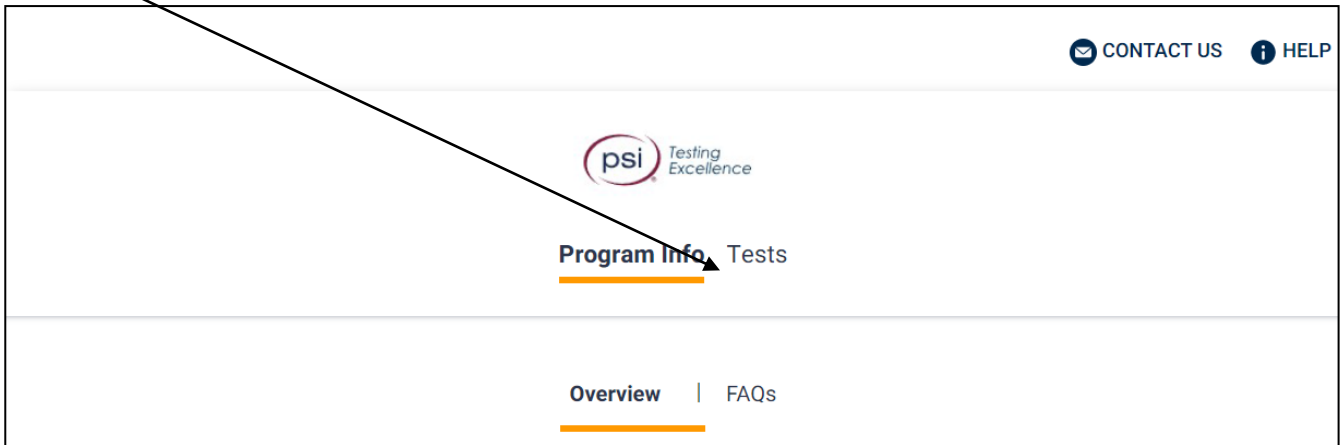 CONTACT US HELP
psi Testing
Excellence
Program Info Tests
Overview | FAQs